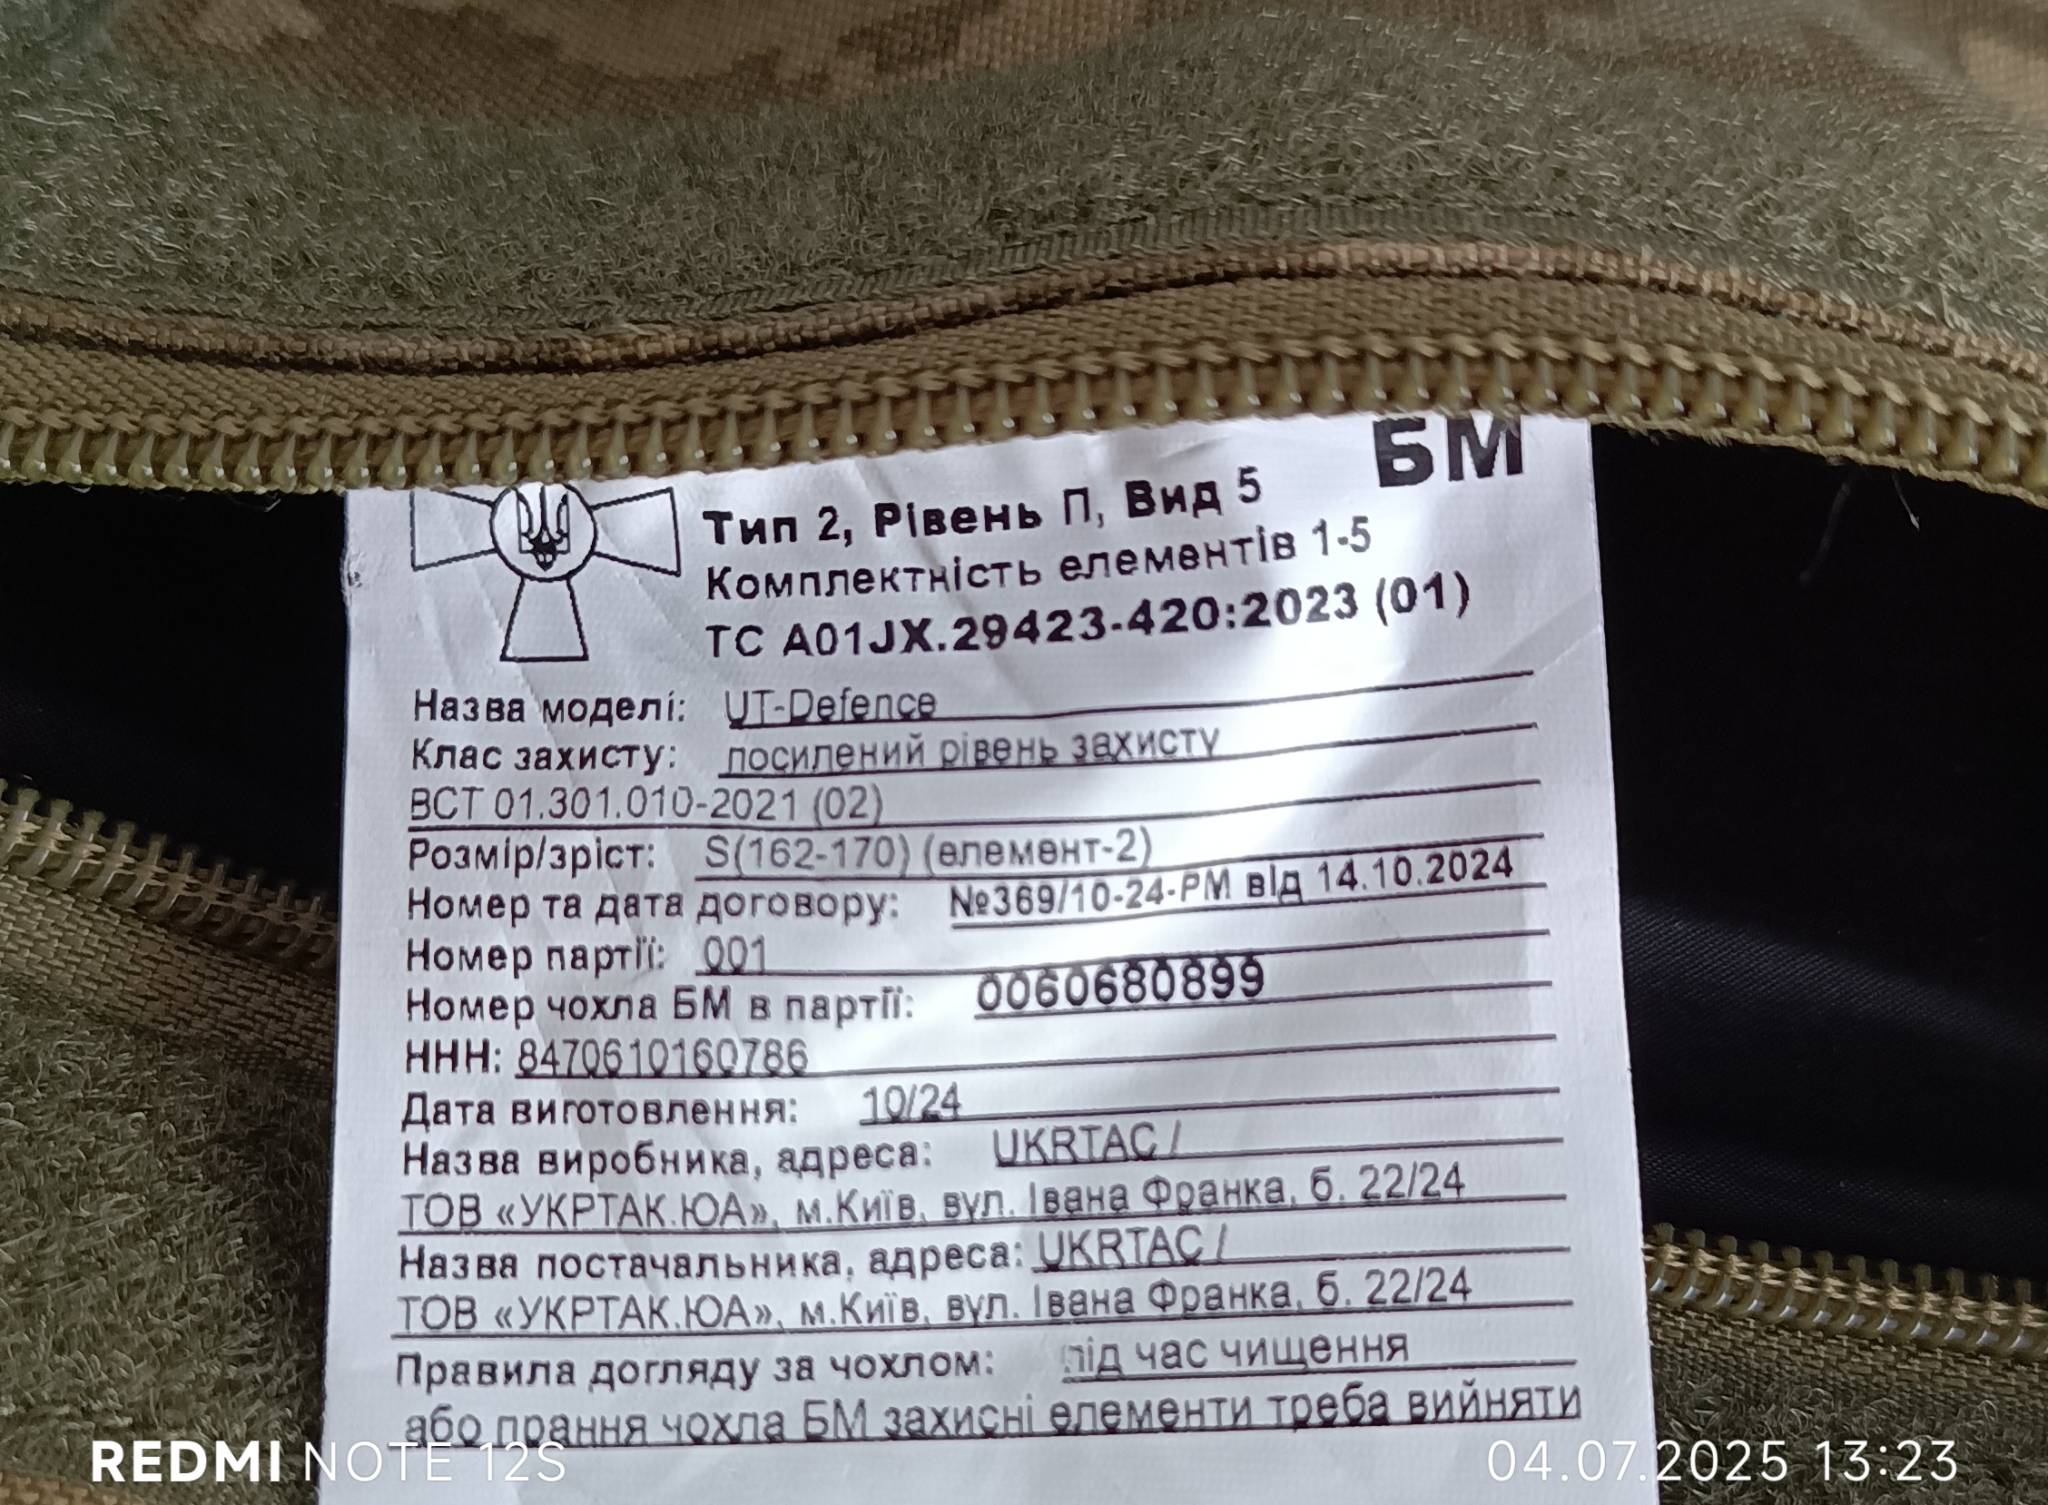 БМ
Тип 2, Рівень П, Вид 5
Комплектність елементів 1-5
ТС А01JX.29423-420:2023 (01)
Назва моделі: UT-Defence
Клас захисту: посилений рівень захисту
ВСТ 01.301.010-2021 (02)
Розмір/зріст: S(162-170) (елемент-2)
Номер та дата договору: №369/10-24-РМ від 14.10.2024
Номер партії: 001
Номер чохла БМ в партії: 0060680899
ННН: 8470610160786
Дата виготовлення: 10/24
Назва виробника, адреса: UKRTAC /
ТОВ «УКРТАК.ЮА», м.Київ, вул. Івана Франка, б. 22/24
Назва постачальника, адреса: UKRTAC /
ТОВ «УКРТАК.ЮА», м.Київ, вул. Івана Франка, б. 22/24
Правила догляду за чохлом: під час чищення
або прання чохла БМ захисні елементи треба вийняти
REDMI NOTE 12S
04.07.2025 13:23